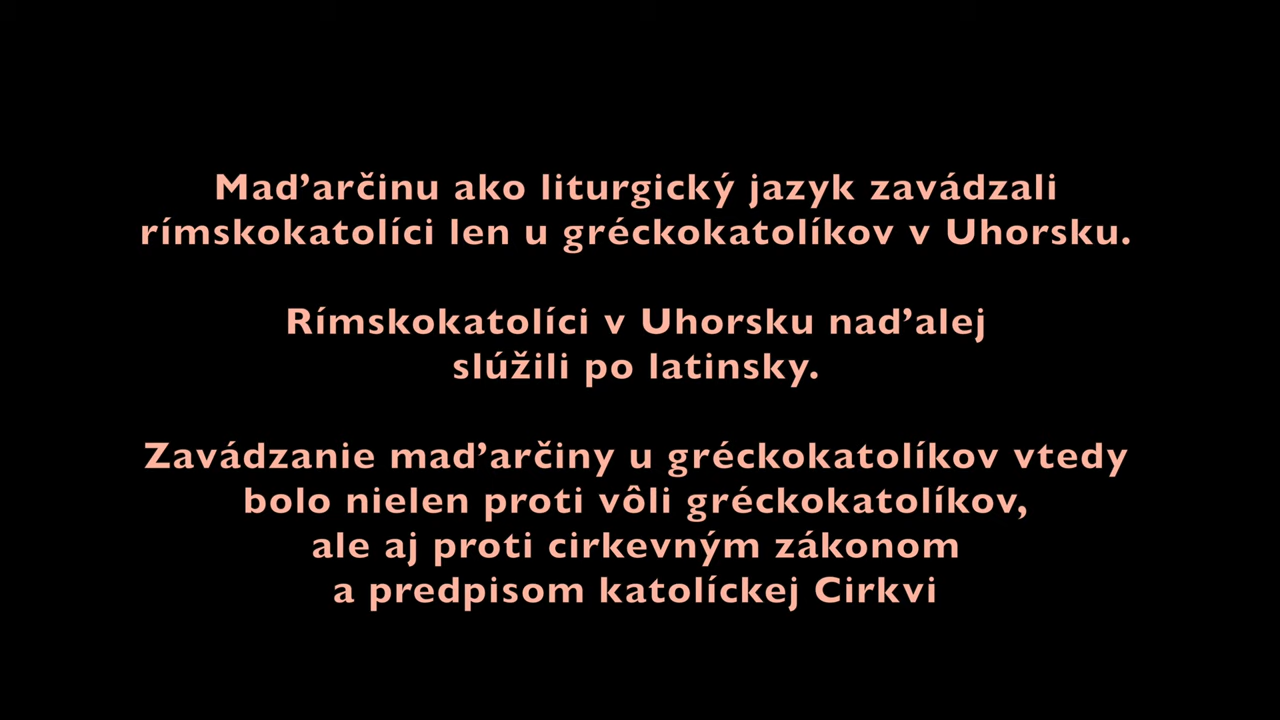 Maďarčinu ako liturgický jazyk zavádzali
rímskokatolíci len u gréckokatolíkov v Uhorsku.
Rímskokatolíci v Uhorsku naďalej
slúžili po latinsky.
Zavádzanie maďarčiny u gréckokatolíkov vtedy
bolo nielen proti vôli gréckokatolíkov,
ale aj proti cirkevným zákonom
a predpisom katolíckej Cirkvi